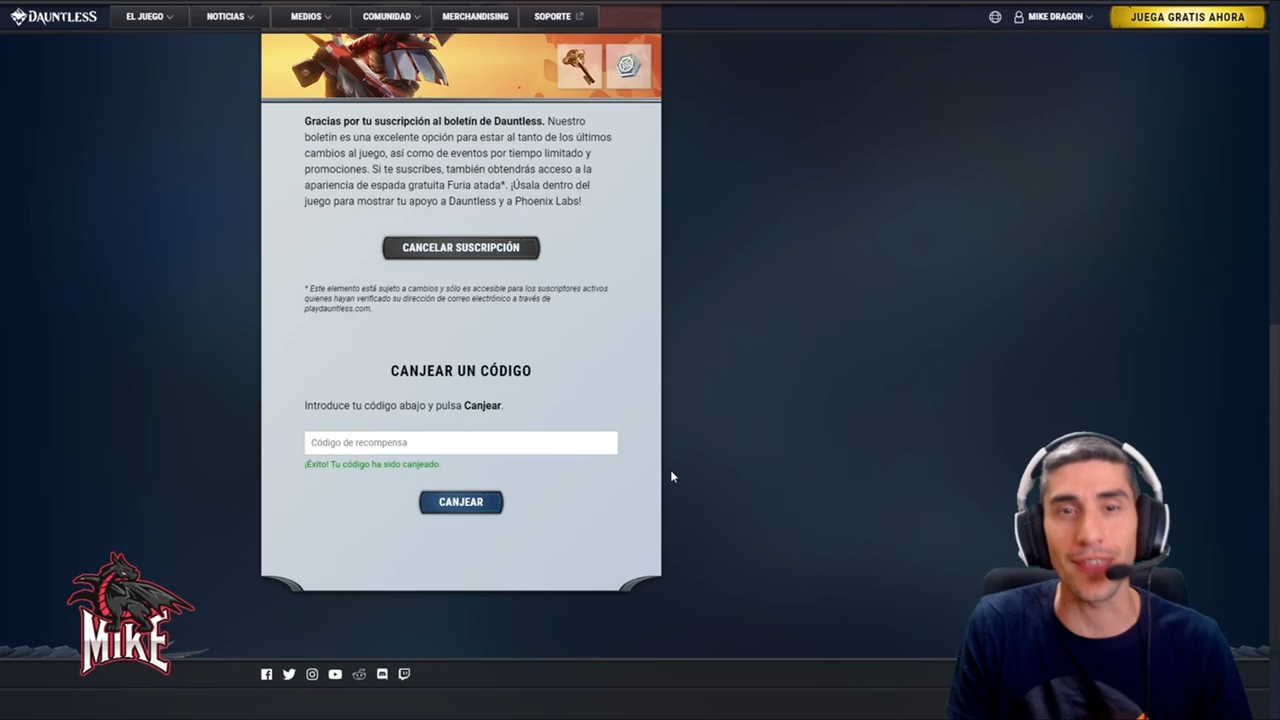 DAUNTLESS
EL JUEGO
NOTICIAS
MEDIOS
COMUNIDAD
MERCHANDISING
SOPORTE
MIKE DRAGON
JUEGA GRATIS AHORA
Gracias por tu suscripción al boletín de Dauntless. Nuestro
boletín es una excelente opción para estar al tanto de los últimos
cambios al juego, así como de eventos por tiempo limitado y
promociones. Si te suscribes, también obtendrás acceso a la
apariencia de espada gratuita Furia atada*. ¡Úsala dentro del
juego para mostrar tu apoyo a Dauntless y a Phoenix Labs!
CANCELAR SUSCRIPCIÓN
* Este elemento está sujeto a cambios y sólo es accesible para los suscriptores activos
quienes hayan verificado su dirección de correo electrónico a través de
playdauntless.com.
CANJEAR UN CÓDIGO
Introduce tu código abajo y pulsa Canjear.
Código de recompensa
¡Éxito! Tu código ha sido canjeado.
CANJEAR
MIKE